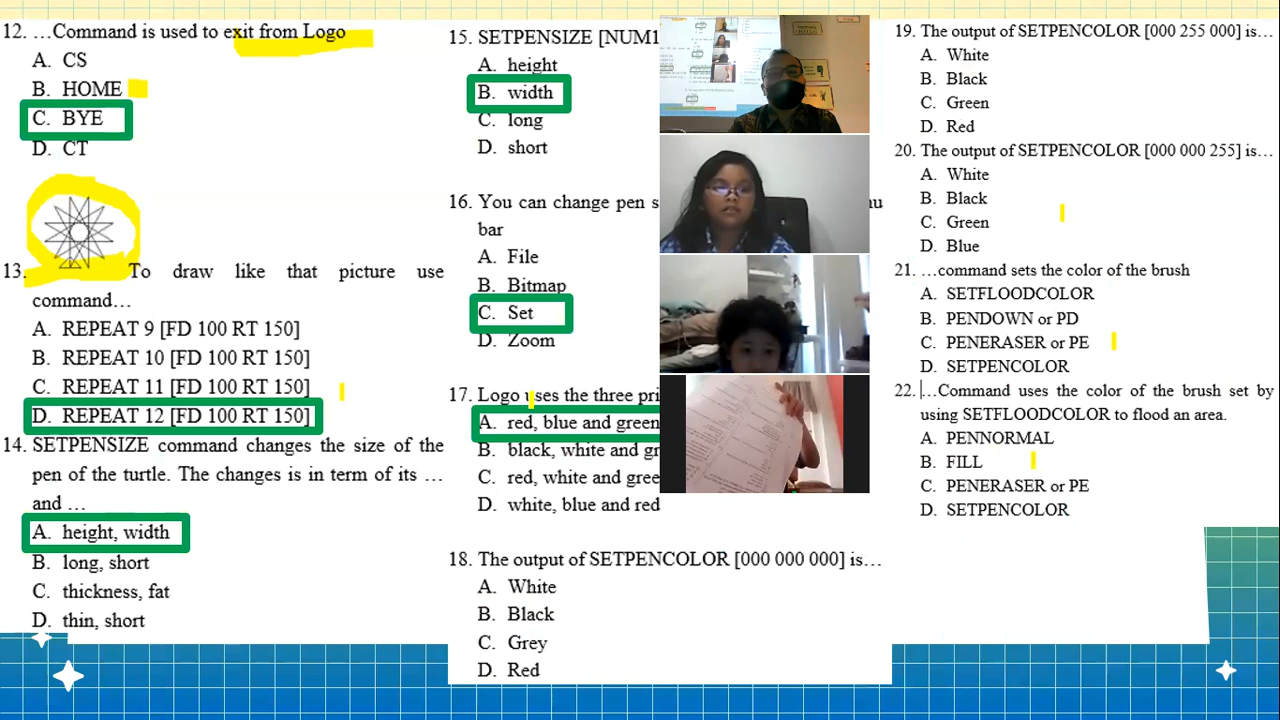 12. …Command is used to exit from Logo
A. CS
B. HOME
C. BYE
D. CT
13. To draw like that picture use
command…
A. REPEAT 9 [FD 100 RT 150]
B. REPEAT 10 [FD 100 RT 150]
C. REPEAT 11 [FD 100 RT 150]
D. REPEAT 12 [FD 100 RT 150]
14. SETPENSIZE command changes the size of the
pen of the turtle. The changes is in term of its …
and …
A. height, width
B. long, short
C. thickness, fat
D. thin, short
15. SETPENSIZE [NUM1
A. height
B. width
C. long
D. short
16. You can change pen s nu
bar
A. File
B. Bitmap
C. Set
D. Zoom
17. Logo uses the three pri
A. red, blue and green
B. black, white and gr
C. red, white and gree
D. white, blue and red
18. The output of SETPENCOLOR [000 000 000] is…
A. White
B. Black
C. Grey
D. Red
19. The output of SETPENCOLOR [000 255 000] is…
A. White
B. Black
C. Green
D. Red
20. The output of SETPENCOLOR [000 000 255] is…
A. White
B. Black
C. Green
D. Blue
21. …command sets the color of the brush
A. SETFLOODCOLOR
B. PENDOWN or PD
C. PENERASER or PE
D. SETPENCOLOR
22. …Command uses the color of the brush set by
using SETFLOODCOLOR to flood an area.
A. PENNORMAL
B. FILL
C. PENERASER or PE
D. SETPENCOLOR